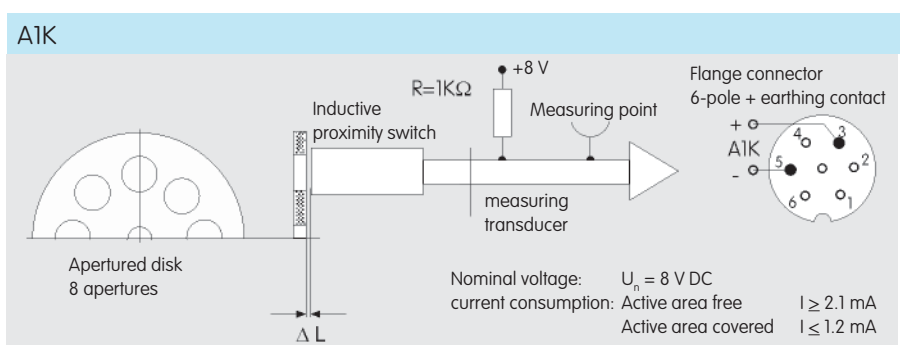 A1K
+8 V
R=1KΩ
Inductive
proximity switch
Measuring point
measuring
transducer
Apertured disk
8 apertures
Δ L
Flange connector
6-pole + earthing contact
+
A1K
-
4
3
5
2
6
1
Nominal voltage: Un = 8 V DC
current consumption: Active area free I ≥ 2.1 mA
Active area covered I ≤ 1.2 mA